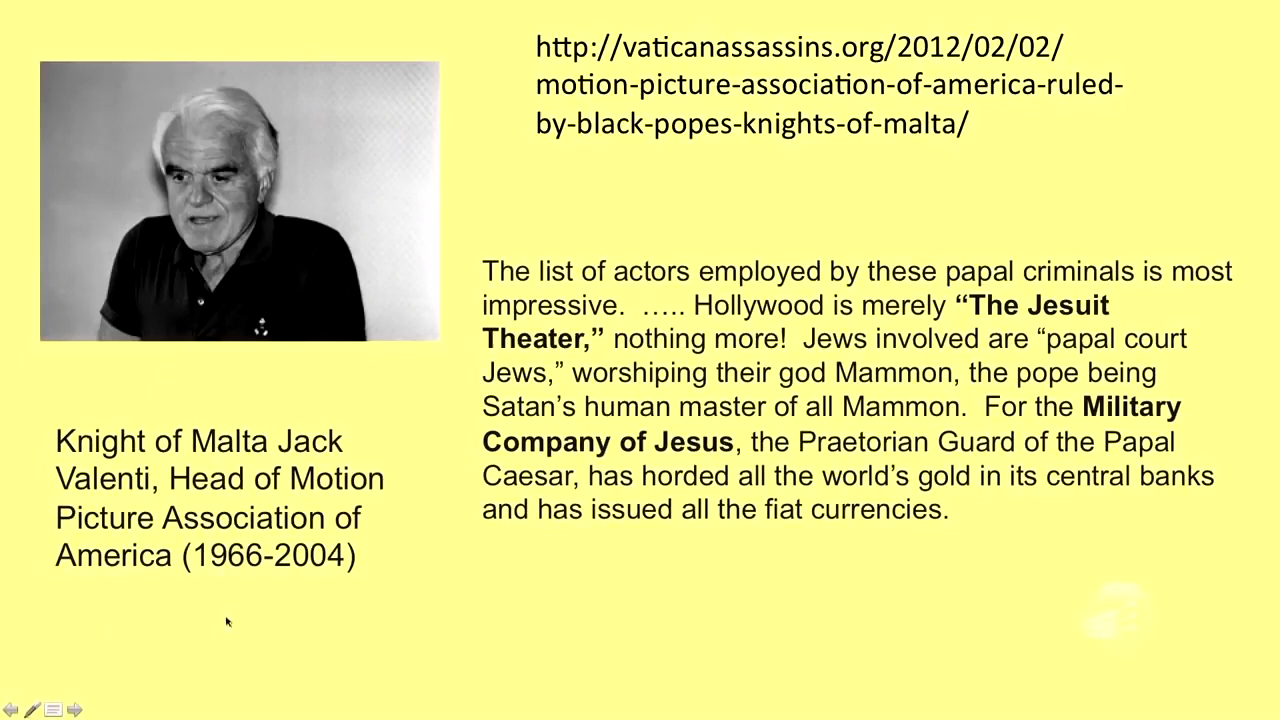 http://vaticanassassins.org/2012/02/02/
motion-picture-association-of-america-ruled-
by-black-popes-knights-of-malta/
The list of actors employed by these papal criminals is most
impressive.  ….. Hollywood is merely “The Jesuit
Theater,” nothing more!  Jews involved are “papal court
Jews,” worshiping their god Mammon, the pope being
Satan’s human master of all Mammon.  For the Military
Company of Jesus, the Praetorian Guard of the Papal
Caesar, has horded all the world’s gold in its central banks
and has issued all the fiat currencies.
Knight of Malta Jack
Valenti, Head of Motion
Picture Association of
America (1966-2004)